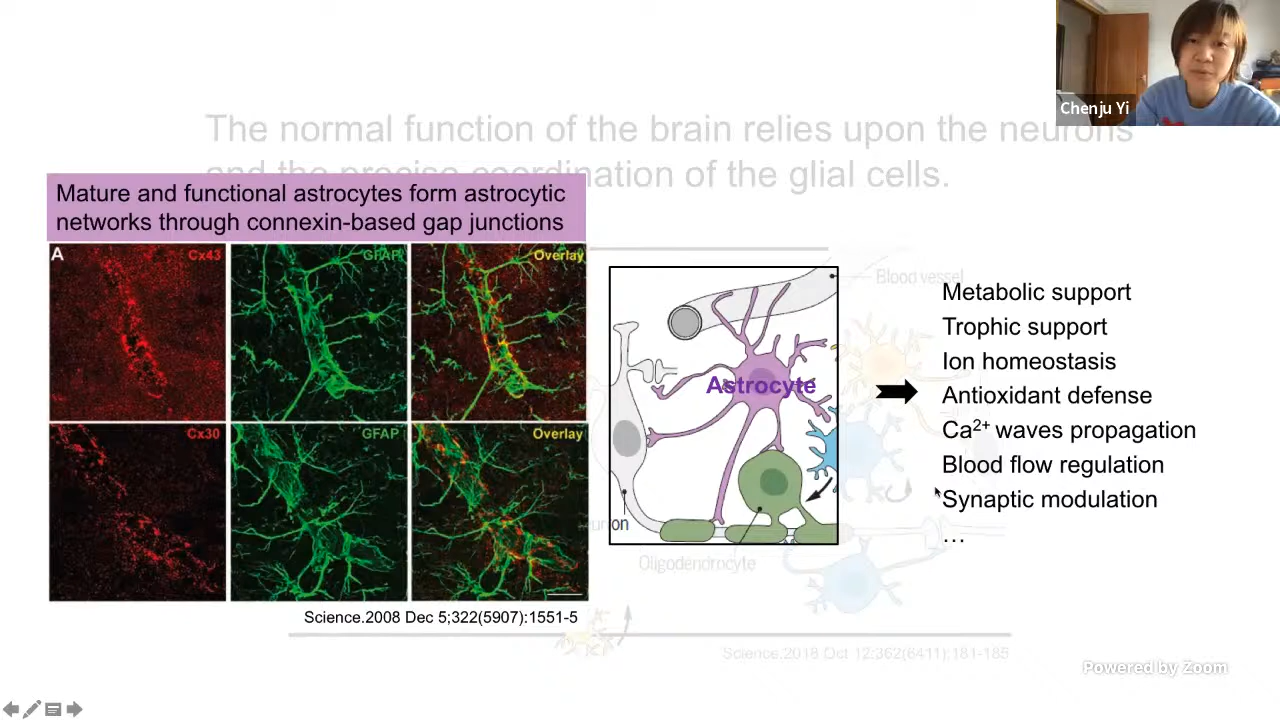 Chenju Yi
The normal function of the brain relies upon the neurons
and the precise coordination of the glial cells.
Mature and functional astrocytes form astrocytic
networks through connexin-based gap junctions
A
Cx43
GFAP
Overlay
Cx30
GFAP
Overlay
Science.2008 Dec 5;322(5907):1551-5
Blood vessel
Astrocyte
neuron
Oligodendrocyte
Metabolic support
Trophic support
Ion homeostasis
Antioxidant defense
Ca2+ waves propagation
Blood flow regulation
Synaptic modulation
...
Science.2018 Oct 12;362(6411):181-185
Powered by Zoom